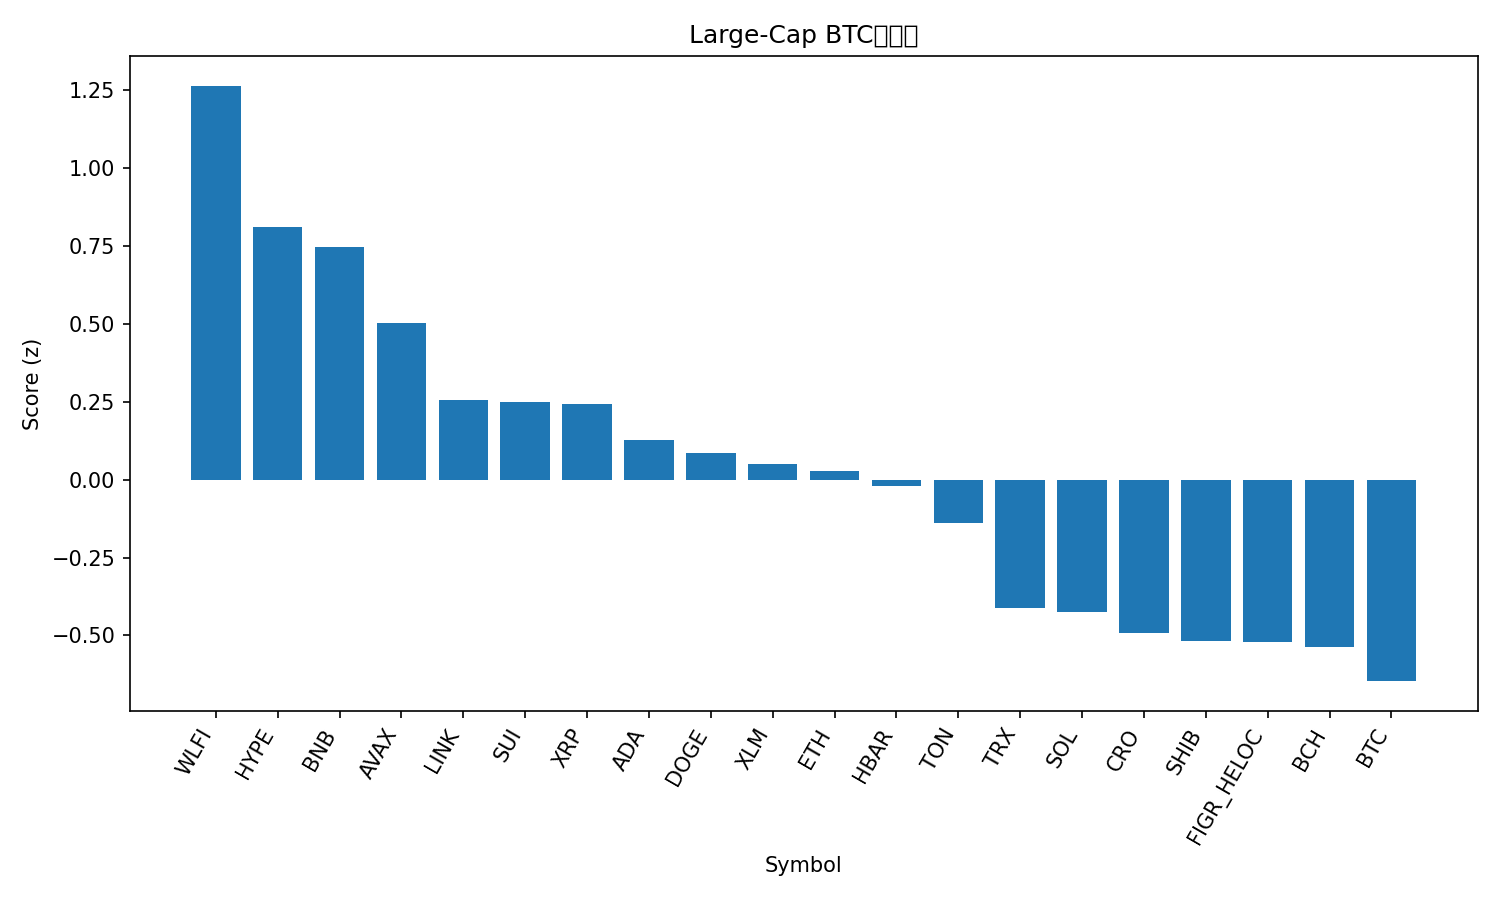 Large-Cap BTC
Score (z)
1.25
1.00
0.75
0.50
0.25
0.00
−0.25
−0.50
WLFI
HYPE
BNB
AVAX
LINK
SUI
XRP
ADA
DOGE
XLM
ETH
HBAR
TON
TRX
SOL
CRO
SHIB
FIGR_HELOC
BCH
BTC
Symbol